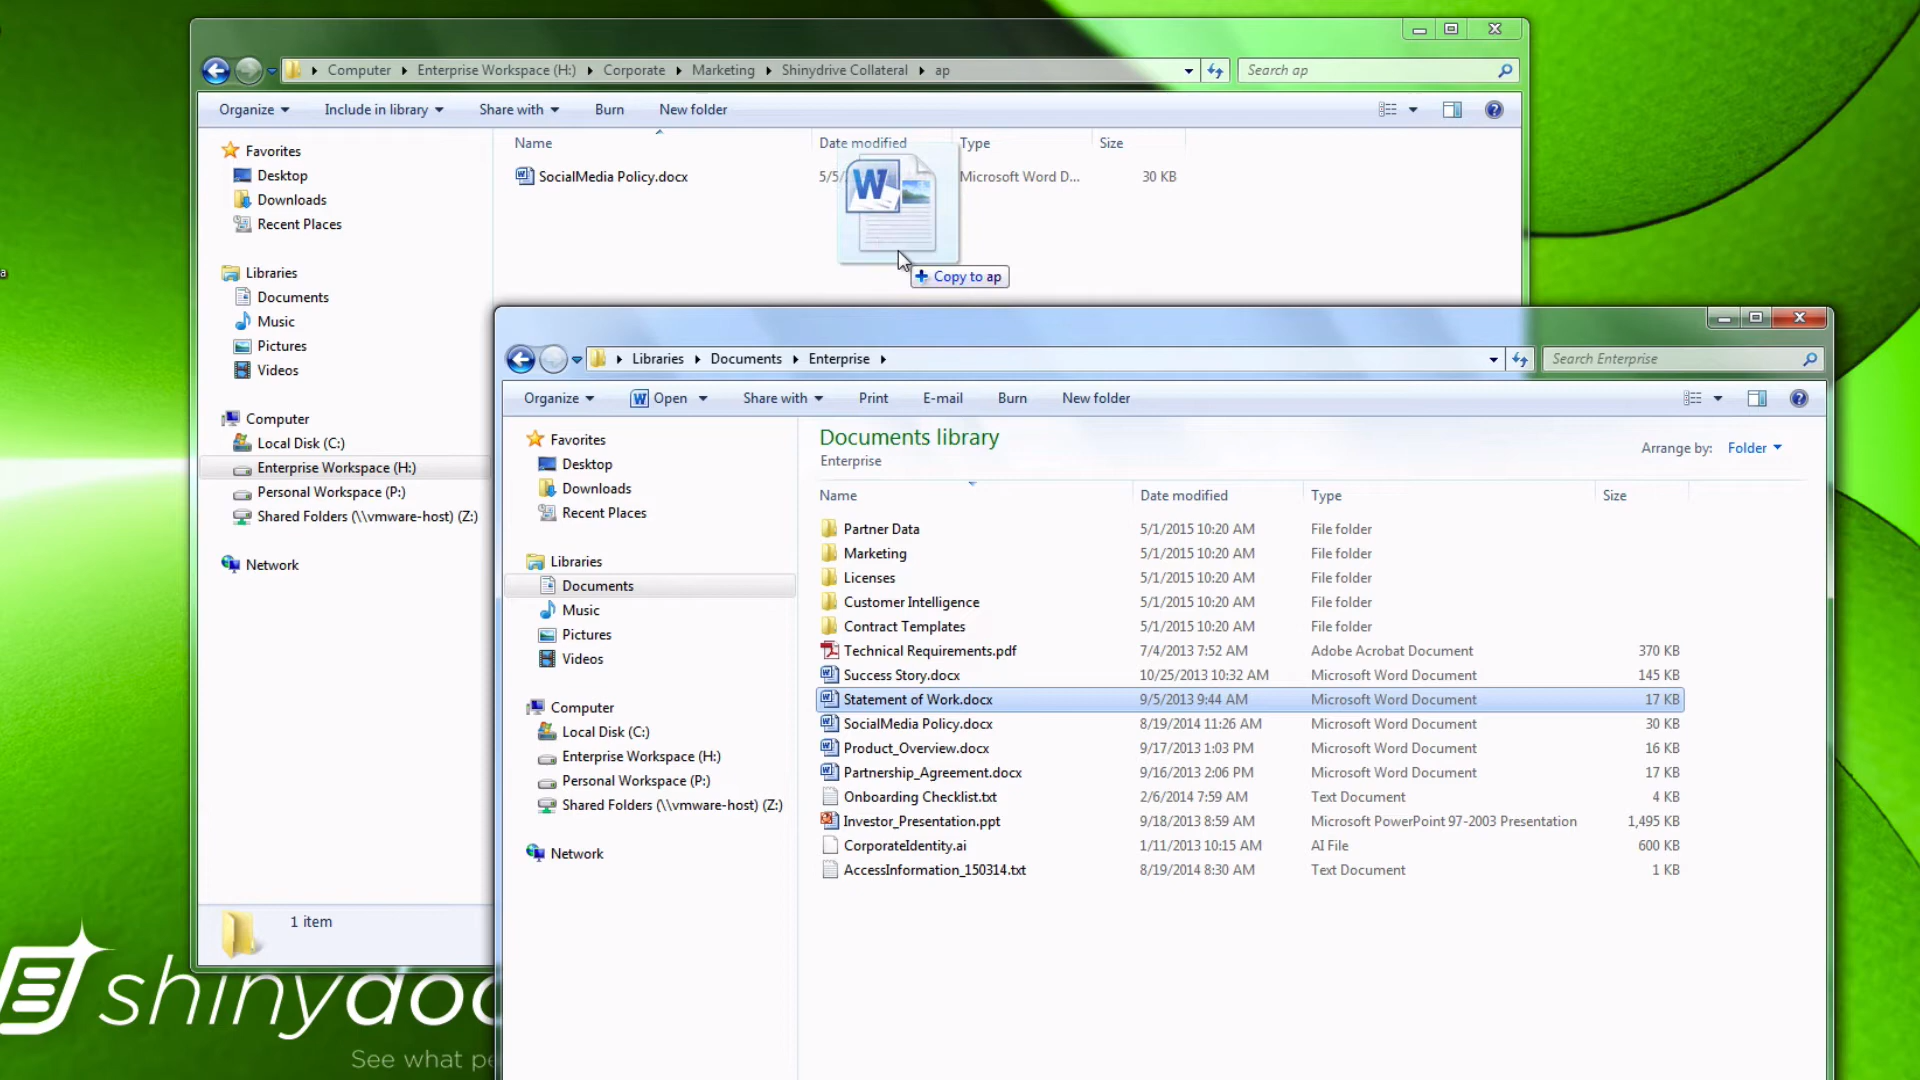 Computer Enterprise Workspace (H:) Corporate Marketing Shinydrive Collateral ap
Search ap
Organize Include in library Share with Burn New folder
Favorites
Desktop
Downloads
Recent Places
Libraries
Documents
Music
Pictures
Videos
Computer
Local Disk (C:)
Enterprise Workspace (H:)
Personal Workspace (P:)
Shared Folders (\\vmware-host) (Z:)
Network
Name Date modified Type Size
SocialMedia Policy.docx 5/5/ Microsoft Word D... 30 KB
Copy to ap
1 item
Libraries Documents Enterprise
Search Enterprise
Organize Open Share with Print E-mail Burn New folder
Favorites
Desktop
Downloads
Recent Places
Libraries
Documents
Music
Pictures
Videos
Computer
Local Disk (C:)
Enterprise Workspace (H:)
Personal Workspace (P:)
Shared Folders (\\vmware-host) (Z:)
Network
Documents library
Enterprise
Arrange by: Folder
Name Date modified Type Size
Partner Data 5/1/2015 10:20 AM File folder
Marketing 5/1/2015 10:20 AM File folder
Licenses 5/1/2015 10:20 AM File folder
Customer Intelligence 5/1/2015 10:20 AM File folder
Contract Templates 5/1/2015 10:20 AM File folder
Technical Requirements.pdf 7/4/2013 7:52 AM Adobe Acrobat Document 370 KB
Success Story.docx 10/25/2013 10:32 AM Microsoft Word Document 145 KB
Statement of Work.docx 9/5/2013 9:44 AM Microsoft Word Document 17 KB
SocialMedia Policy.docx 8/19/2014 11:26 AM Microsoft Word Document 30 KB
Product_Overview.docx 9/17/2013 1:03 PM Microsoft Word Document 16 KB
Partnership_Agreement.docx 9/16/2013 2:06 PM Microsoft Word Document 17 KB
Onboarding Checklist.txt 2/6/2014 7:59 AM Text Document 4 KB
Investor_Presentation.ppt 9/18/2013 8:59 AM Microsoft PowerPoint 97-2003 Presentation 1,495 KB
CorporateIdentity.ai 1/11/2013 10:15 AM AI File 600 KB
AccessInformation_150314.txt 8/19/2014 8:30 AM Text Document 1 KB
shinydoc
See what pe